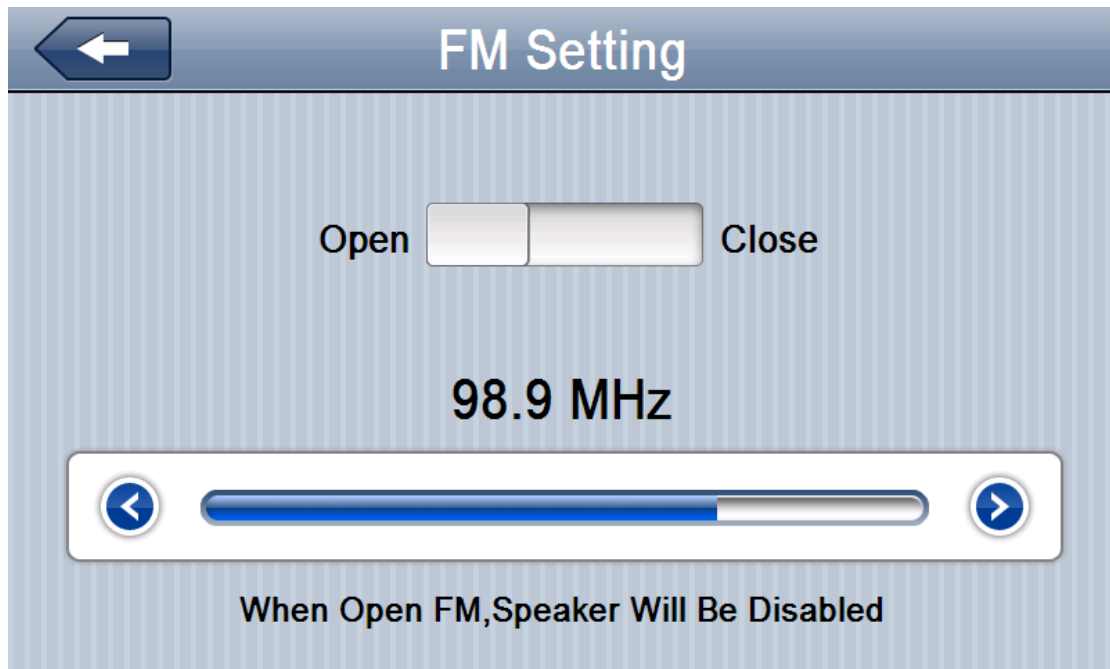 FM Setting
Open Close
98.9 MHz
When Open FM,Speaker Will Be Disabled